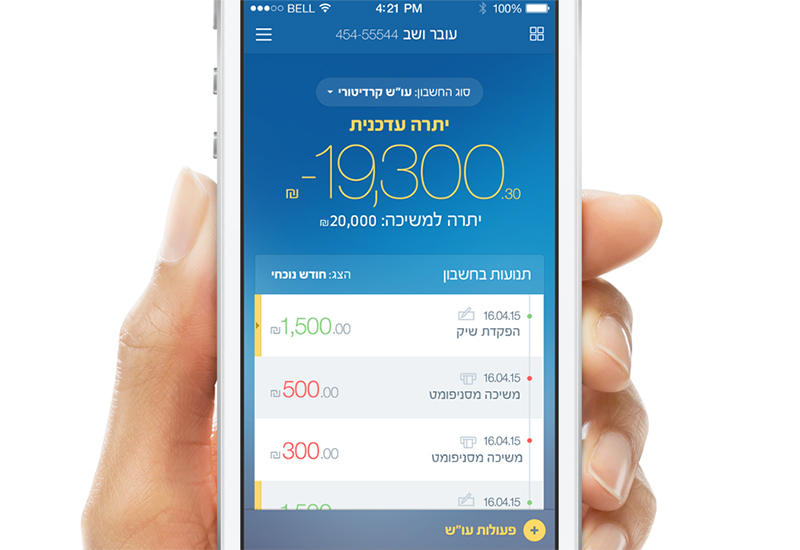 BELL 4:21 PM 100%
עובר ושב 454-55544
סוג החשבון: עו"ש קרדיטורי
יתרה עדכנית
-19,300.30 ₪
יתרה למשיכה: 20,000 ₪
תנועות בחשבון הצג: חודש נוכחי
16.04.15
הפקדת שיק
1,500.00 ₪
16.04.15
משיכה מסניפומט
500.00 ₪
16.04.15
משיכה מסניפומט
300.00 ₪
16.04.15
1,500
+ פעולות עו"ש